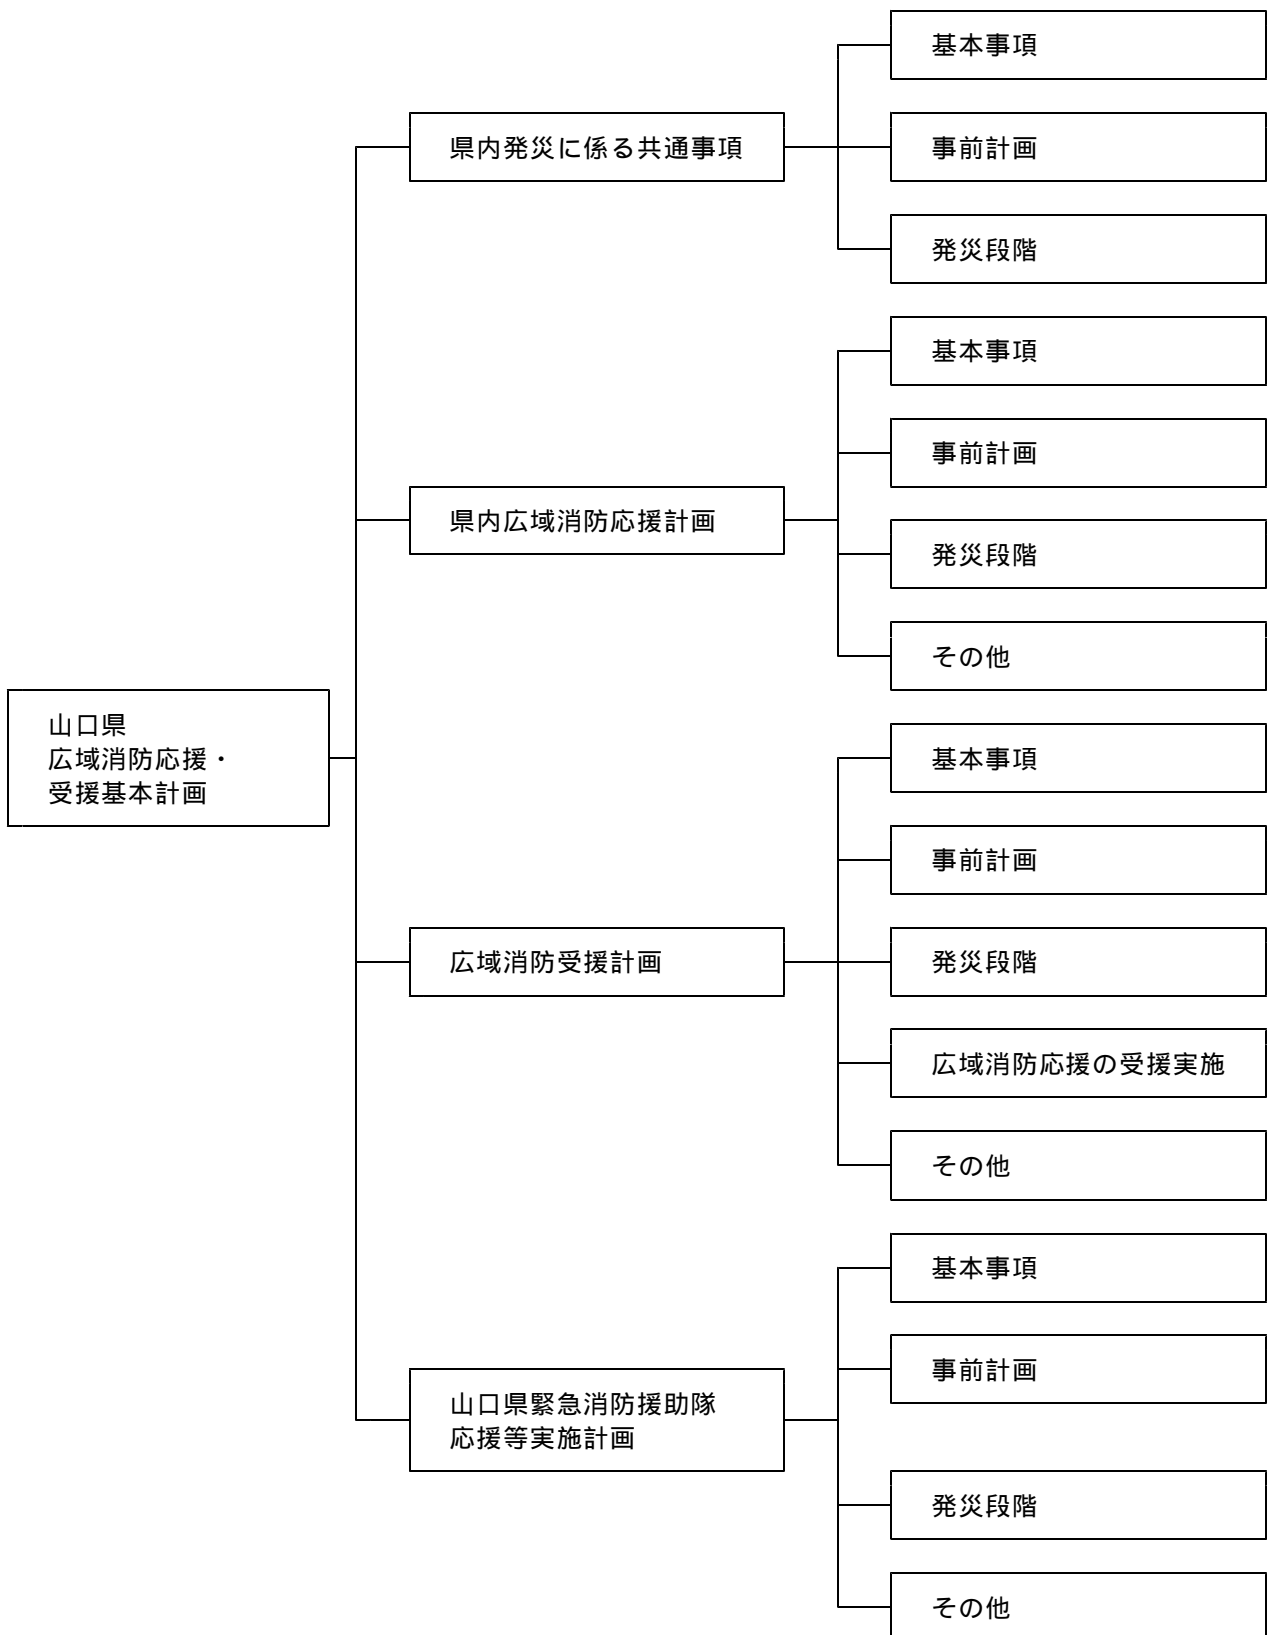 山口県
広域消防応援・
受援基本計画
県内発災に係る共通事項
基本事項
事前計画
発災段階
県内広域消防応援計画
基本事項
事前計画
発災段階
その他
広域消防受援計画
基本事項
事前計画
発災段階
広域消防応援の受援実施
その他
山口県緊急消防援助隊
応援等実施計画
基本事項
事前計画
発災段階
その他